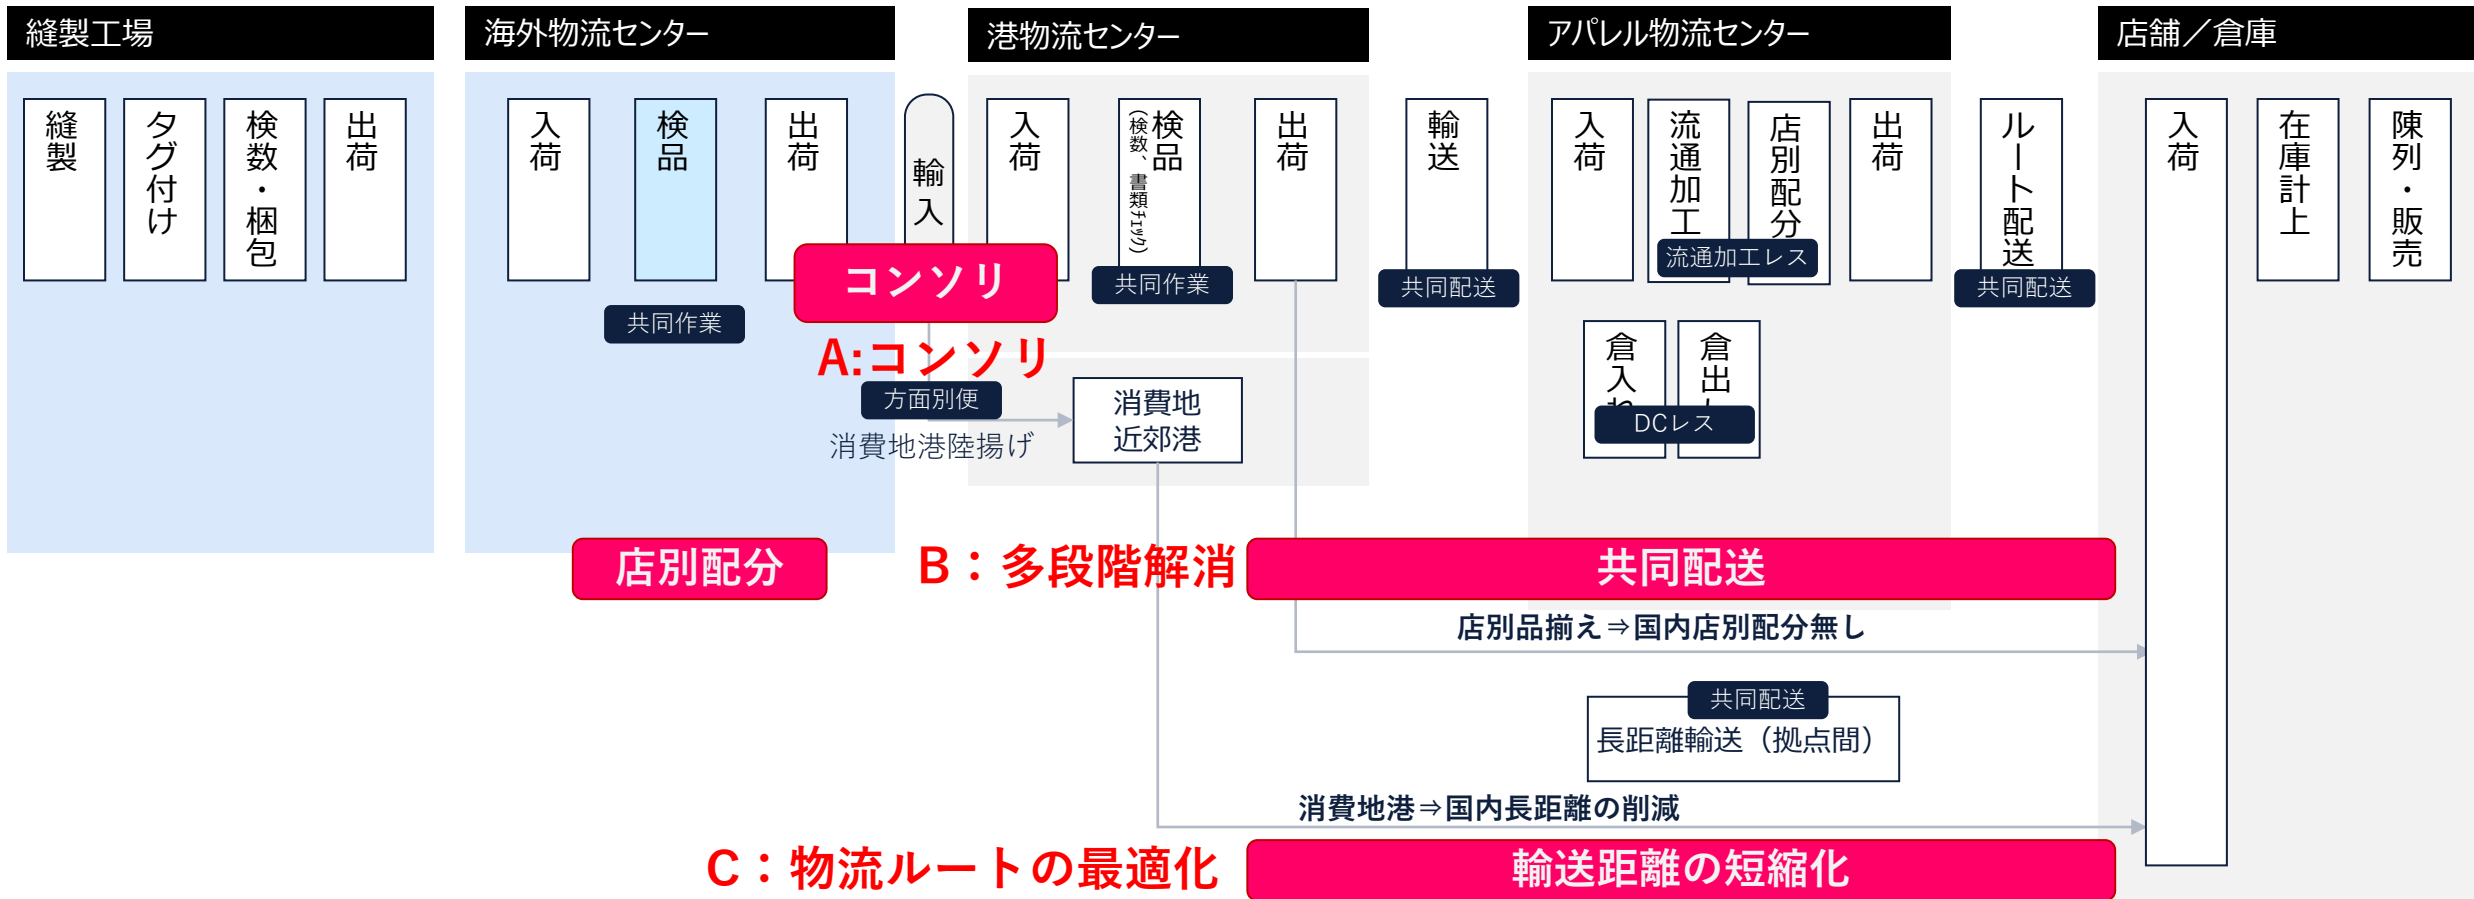 縫製工場
海外物流センター
港物流センター
アパレル物流センター
店舗／倉庫
縫製
タグ付け
検数・梱包
出荷
入荷
検品
出荷
輸入
入荷
検品
（検数、書類ﾁｪｯｸ）
出荷
輸送
入荷
流通加工
店別配分
出荷
ルート配送
入荷
在庫計上
陳列・販売
コンソリ
共同作業
共同作業
共同配送
流通加工レス
共同配送
A:コンソリ
方面別便
消費地港陸揚げ
消費地
近郊港
倉入れ
倉出し
DCレス
店別配分
B：多段階解消
共同配送
店別品揃え⇒国内店別配分無し
共同配送
長距離輸送（拠点間）
消費地港⇒国内長距離の削減
C：物流ルートの最適化
輸送距離の短縮化